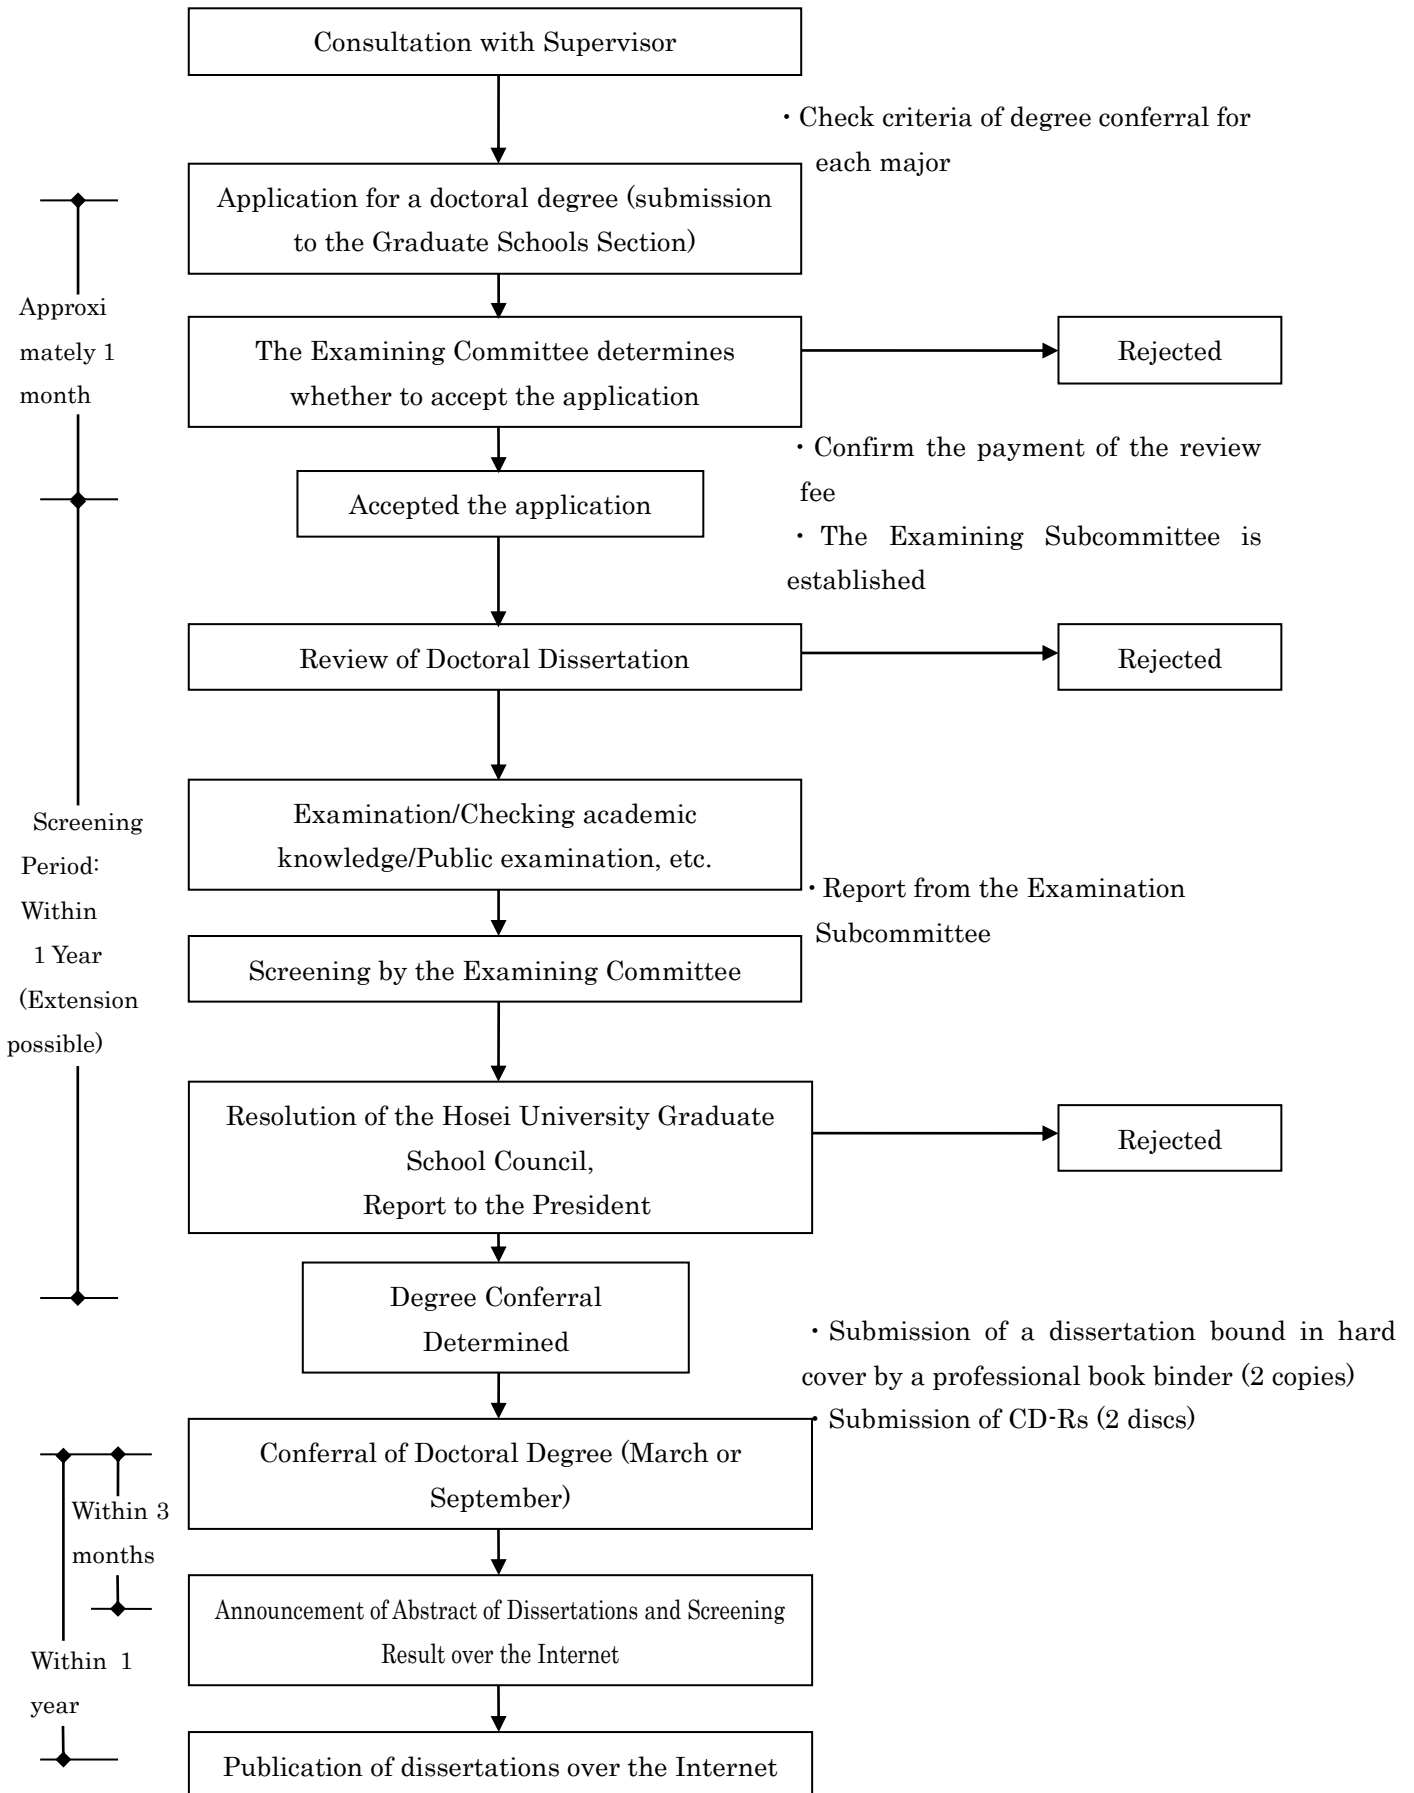 Consultation with Supervisor
・Check criteria of degree conferral for
each major
Application for a doctoral degree (submission
to the Graduate Schools Section)
Approxi
mately 1
month
The Examining Committee determines
whether to accept the application
Rejected
・Confirm the payment of the review
fee
・The Examining Subcommittee is
established
Accepted the application
Review of Doctoral Dissertation
Rejected
Screening
Period:
Within
1 Year
(Extension
possible)
Examination/Checking academic
knowledge/Public examination, etc.
・Report from the Examination
Subcommittee
Screening by the Examining Committee
Resolution of the Hosei University Graduate
School Council,
Report to the President
Rejected
Degree Conferral
Determined
・Submission of a dissertation bound in hard
cover by a professional book binder (2 copies)
・Submission of CD-Rs (2 discs)
Conferral of Doctoral Degree (March or
September)
Within 3
months
Announcement of Abstract of Dissertations and Screening
Result over the Internet
Within 1
year
Publication of dissertations over the Internet